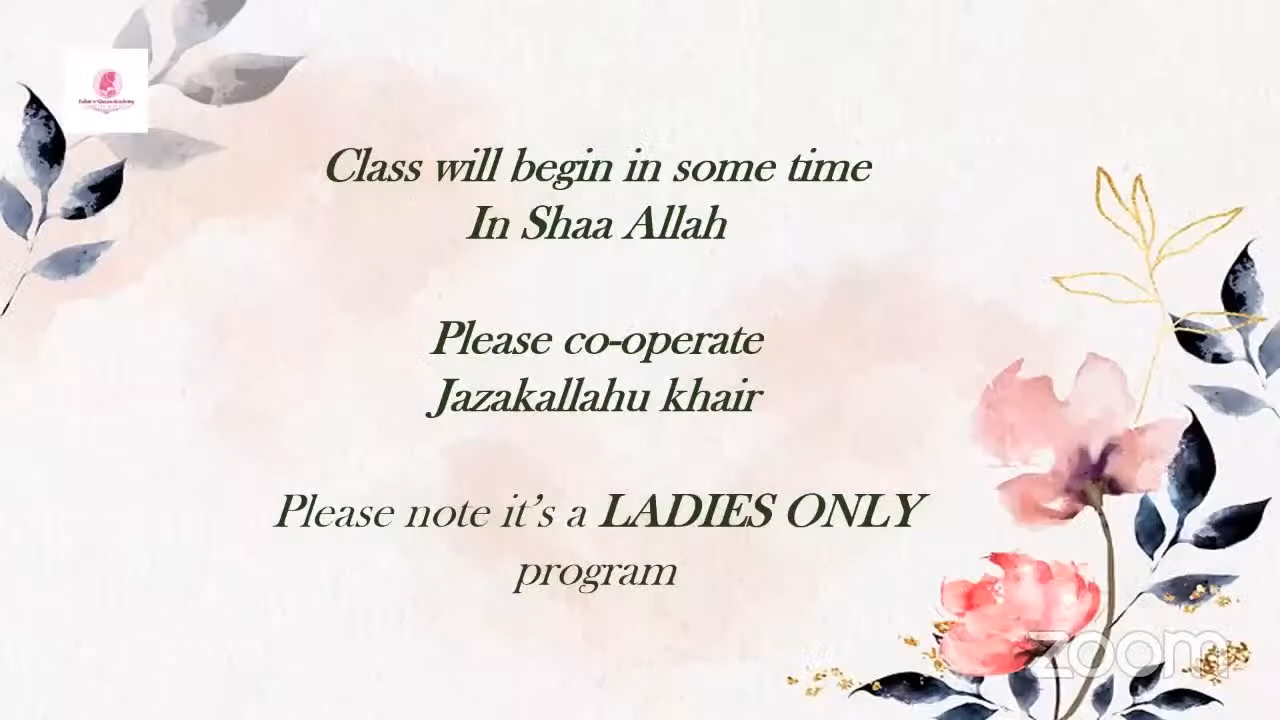 Class will begin in some time
In Shaa Allah
Please co-operate
Jazakallahu khair
Please note it's a LADIES ONLY
program
zoom